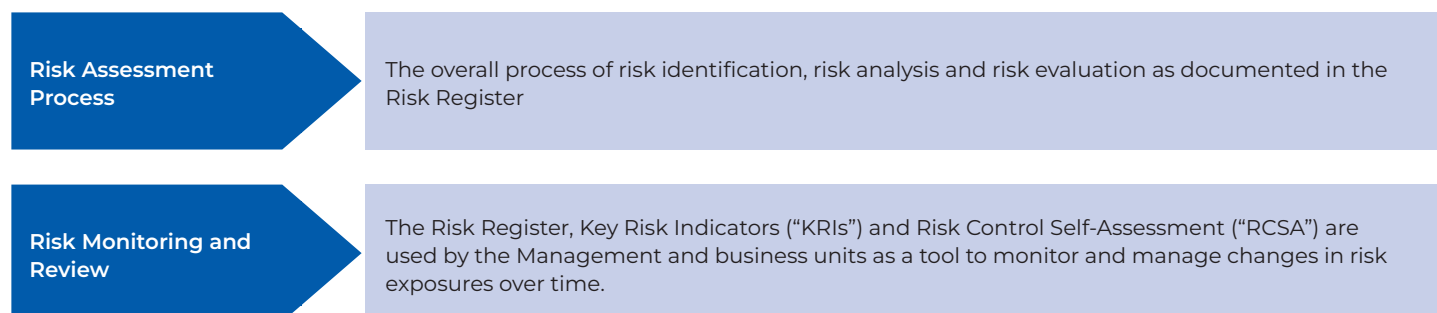 Risk Assessment
Process
The overall process of risk identification, risk analysis and risk evaluation as documented in the
Risk Register
Risk Monitoring and
Review
The Risk Register, Key Risk Indicators (“KRIs”) and Risk Control Self-Assessment (“RCSA”) are
used by the Management and business units as a tool to monitor and manage changes in risk
exposures over time.